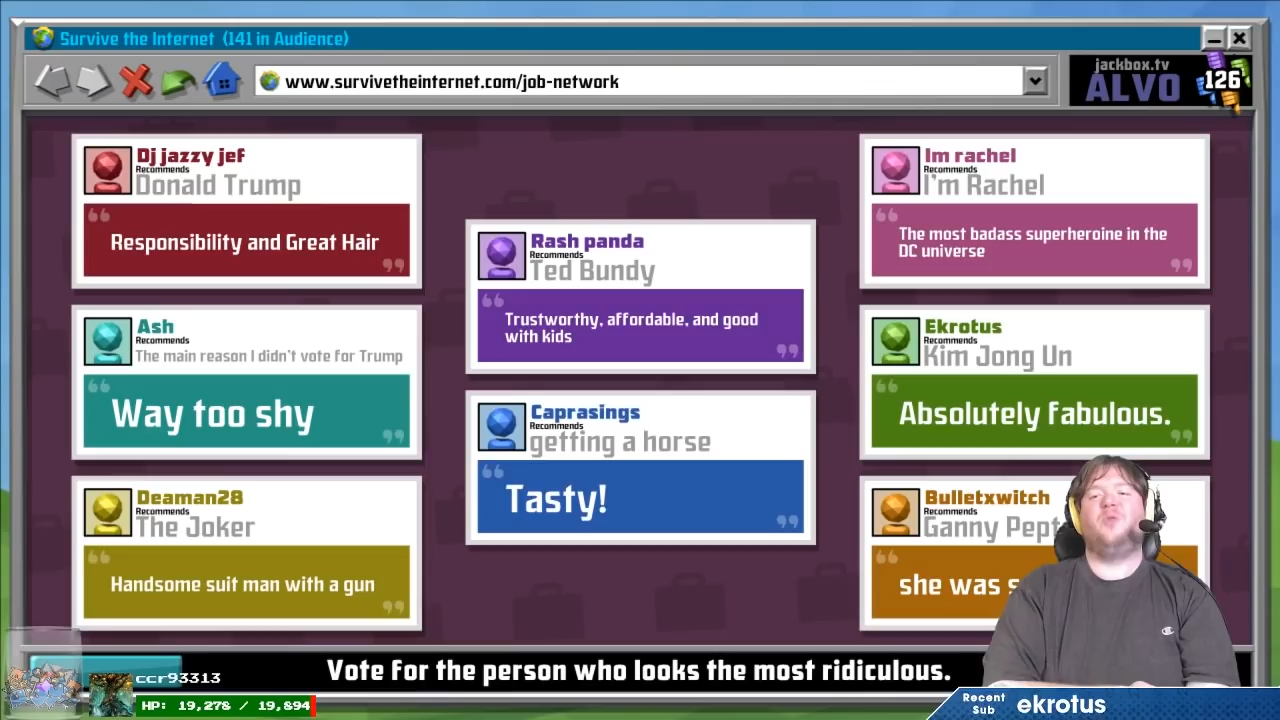 Survive the Internet (141 in Audience)
www.survivetheinternet.com/job-network
jackbox.tv
ALVO
126
Dj jazzy jef
Recommends
Donald Trump
Responsibility and Great Hair
Ash
Recommends
The main reason I didn't vote for Trump
Way too shy
Deaman28
Recommends
The Joker
Handsome suit man with a gun
Rash panda
Recommends
Ted Bundy
Trustworthy, affordable, and good
with kids
Caprasings
Recommends
getting a horse
Tasty!
Im rachel
Recommends
I'm Rachel
The most badass superheroine in the
DC universe
Ekrotus
Recommends
Kim Jong Un
Absolutely fabulous.
Bulletxwitch
Recommends
Ganny
she was
Vote for the person who looks the most ridiculous.
ccr93313
HP: 19,278 / 19,894
Recent
Sub
ekrotus